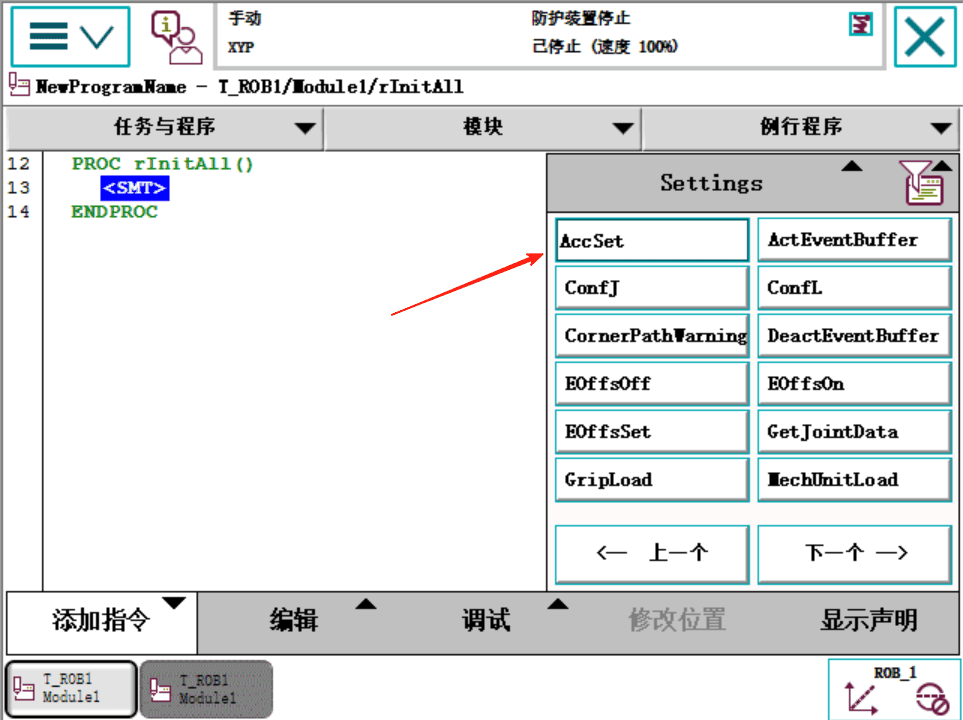 手动
XYP
防护装置停止
己停止 (速度 100%)
NewProgramName - T_ROB1/Module1/rInitAll
任务与程序 模块 例行程序
12 PROC rInitAll()
13 <SMT>
14 ENDPROC
Settings
AccSet ActEventBuffer
ConfJ ConfL
CornerPathWarning DeactEventBuffer
EOffsOff EOffsOn
EOffsSet GetJointData
GripLoad MechUnitLoad
<— 上一个 下一个 —>
添加指令 编辑 调试 修改位置 显示声明
T_ROB1
Module1
T_ROB1
Module1
ROB_1